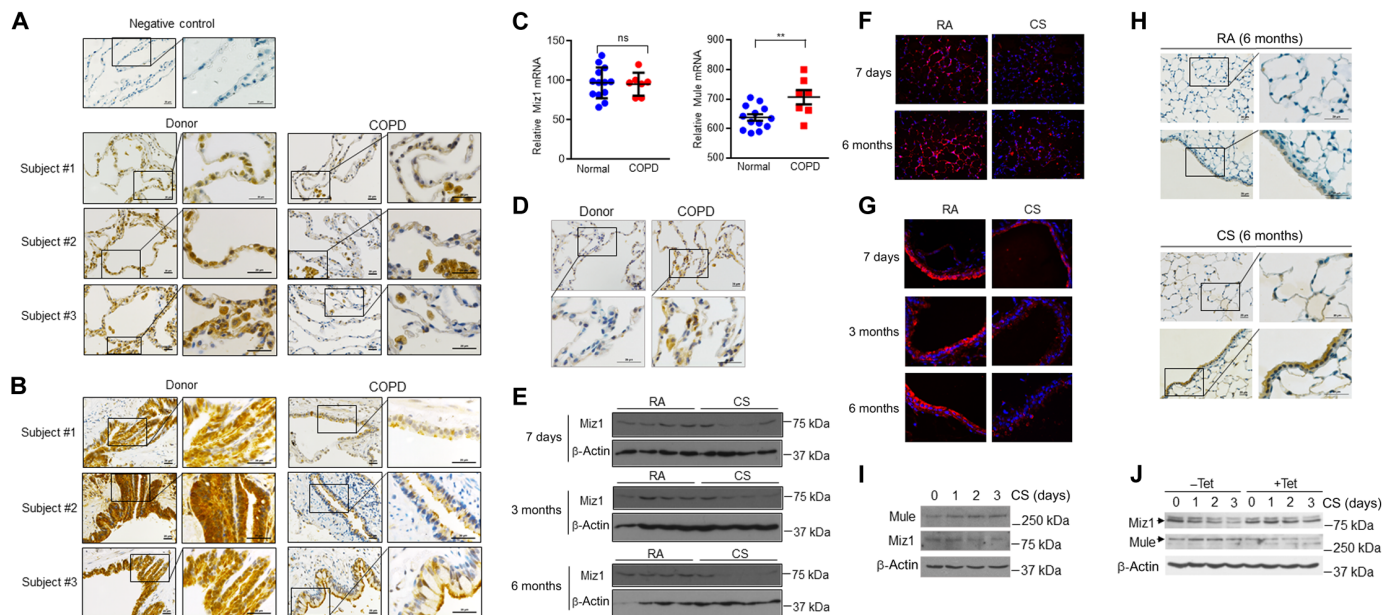 A
Negative control
Donor
COPD
Subject #1
Subject #2
Subject #3
B
Donor
COPD
Subject #1
Subject #2
Subject #3
C
Relative Miz1 mRNA
150
100
50
0
ns
Normal
COPD
Relative Mule mRNA
900
800
700
600
500
**
Normal
COPD
D
Donor
COPD
E
RA
CS
7 days
Miz1
75 kDa
β-Actin
37 kDa
RA
CS
3 months
Miz1
75 kDa
β-Actin
37 kDa
RA
CS
6 months
Miz1
75 kDa
β-Actin
37 kDa
F
RA
CS
7 days
6 months
G
RA
CS
7 days
3 months
6 months
H
RA (6 months)
CS (6 months)
I
0 1 2 3 CS (days)
Mule
250 kDa
Miz1
75 kDa
β-Actin
37 kDa
J
–Tet
+Tet
0 1 2 3 0 1 2 3 CS (days)
Miz1
75 kDa
Mule
250 kDa
β-Actin
37 kDa